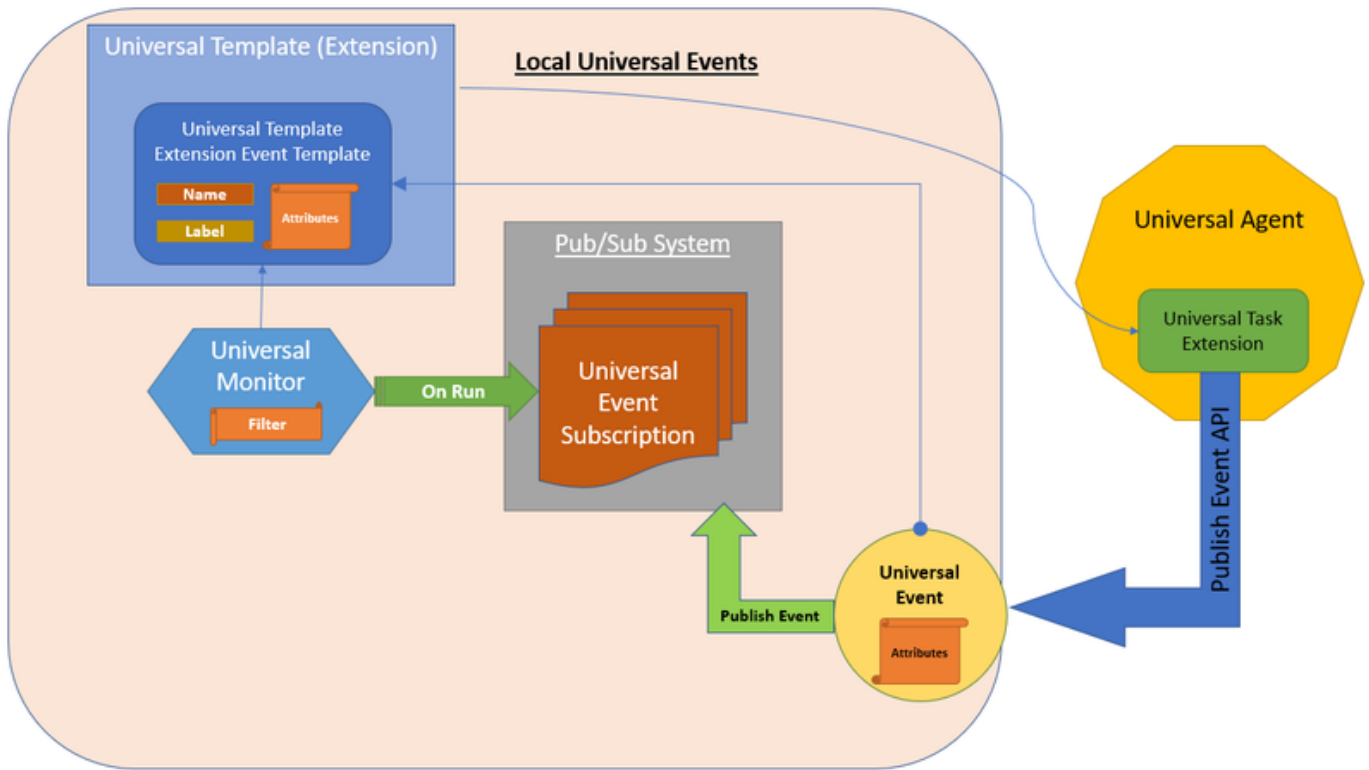 Universal Template (Extension)
Local Universal Events
Universal Template
Extension Event Template
Name
Label
Attributes
Universal Agent
Universal Task
Extension
Pub/Sub System
Universal
Monitor
Filter
On Run
Universal
Event
Subscription
Publish Event API
Universal
Event
Attributes
Publish Event